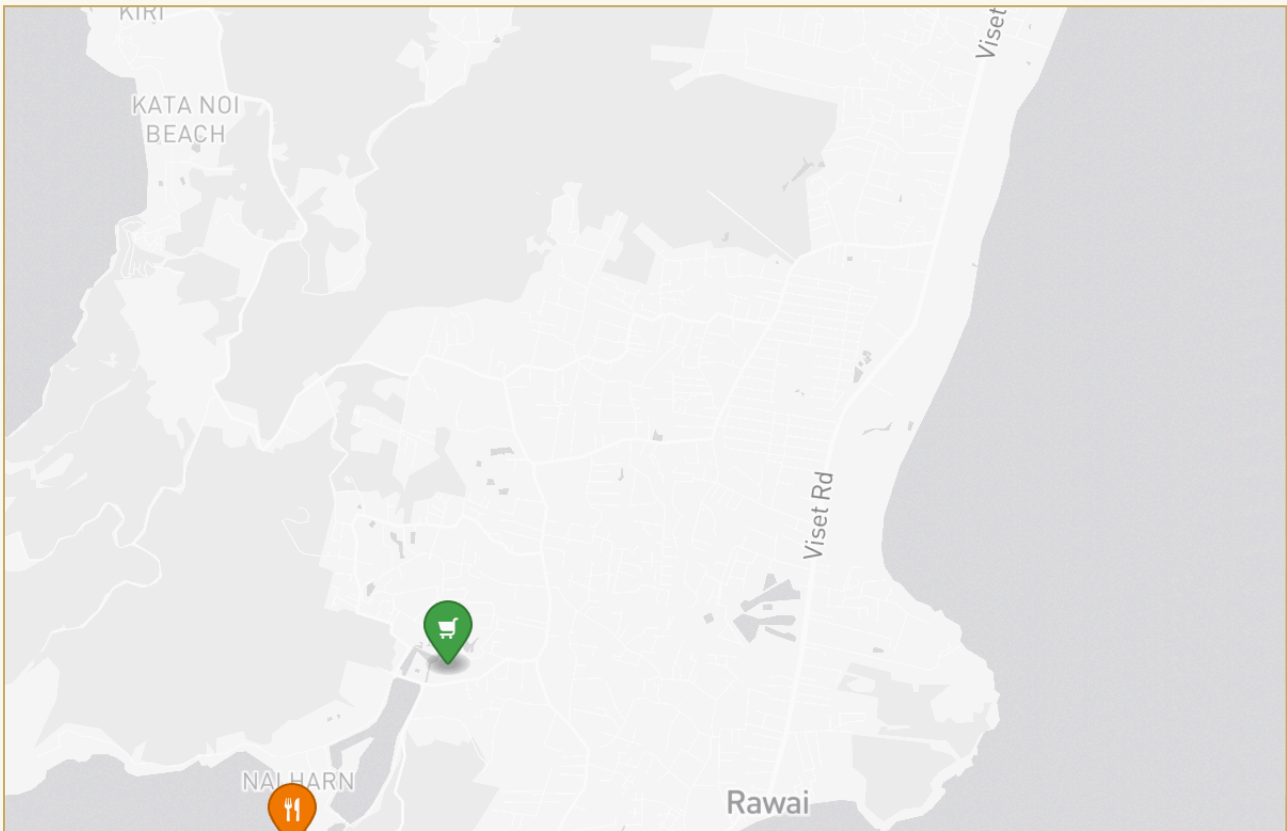 KIRI
Viset
KATA NOI
BEACH
Viset Rd
NAI HARN
Rawai